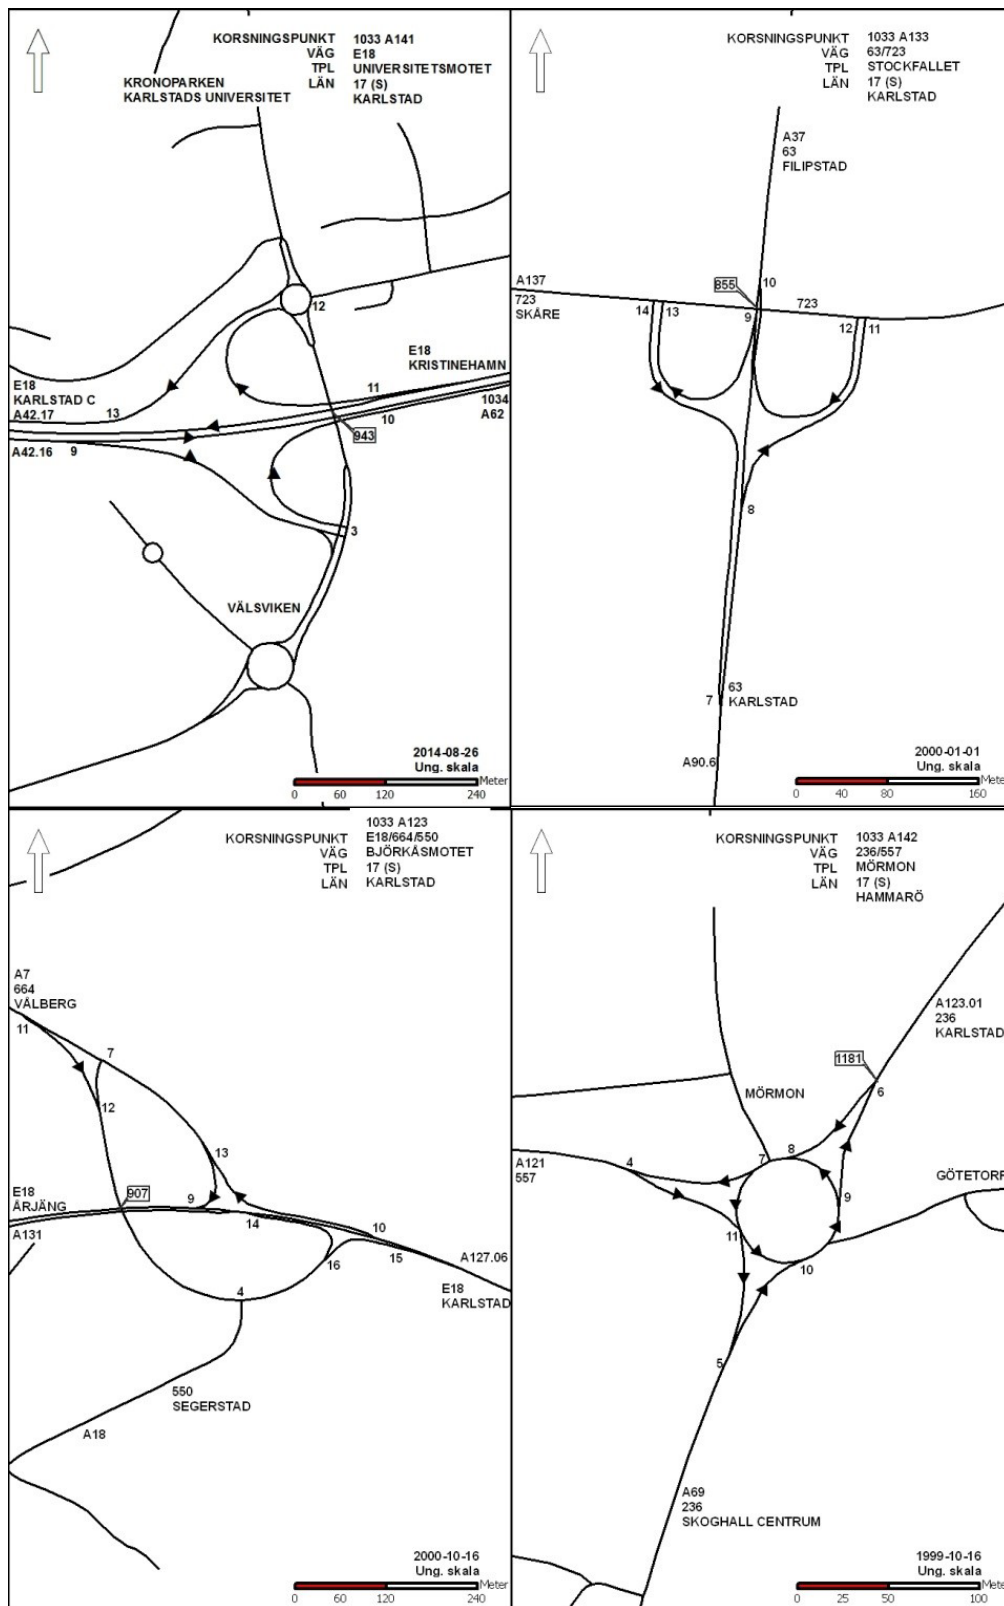 KORSNINGSPUNKT 1033 A141
VÄG E18
TPL UNIVERSITETSMOTET
LÄN 17 (S)
KARLSTAD
KRONOPARKEN
KARLSTADS UNIVERSITET
12
E18
KRISTINEHAMN
11
10
1034
A62
E18
KARLSTAD C
A42.17
13
943
A42.16
9
3
VÄLSVIKEN
2014-08-26
Ung. skala
Meter
0 60 120 240
KORSNINGSPUNKT 1033 A133
VÄG 63/723
TPL STOCKFALLET
LÄN 17 (S)
KARLSTAD
A37
63
FILIPSTAD
A137
723
SKÅRE
855
10
723
14
13
9
12
11
8
7
63
KARLSTAD
A90.6
2000-01-01
Ung. skala
Mete
0 40 80 160
1033 A123
KORSNINGSPUNKT E18/664/550
VÄG BJÖRKÅSMOTET
TPL 17 (S)
LÄN KARLSTAD
A7
664
VÅLBERG
11
7
12
13
E18
ÅRJÄNG
A131
907
9
14
10
15
16
A127.06
E18
KARLSTAD
4
550
SEGERSTAD
A18
2000-10-16
Ung. skala
Meter
0 60 120 240
KORSNINGSPUNKT 1033 A142
VÄG 236/557
TPL MÖRMON
LÄN 17 (S)
HAMMARÖ
A123.01
236
KARLSTAD
1181
6
MÖRMON
A121
557
4
7
8
GÖTETORP
9
11
10
5
A69
236
SKOGHALL CENTRUM
1999-10-16
Ung. skala
Mete
0 25 50 100